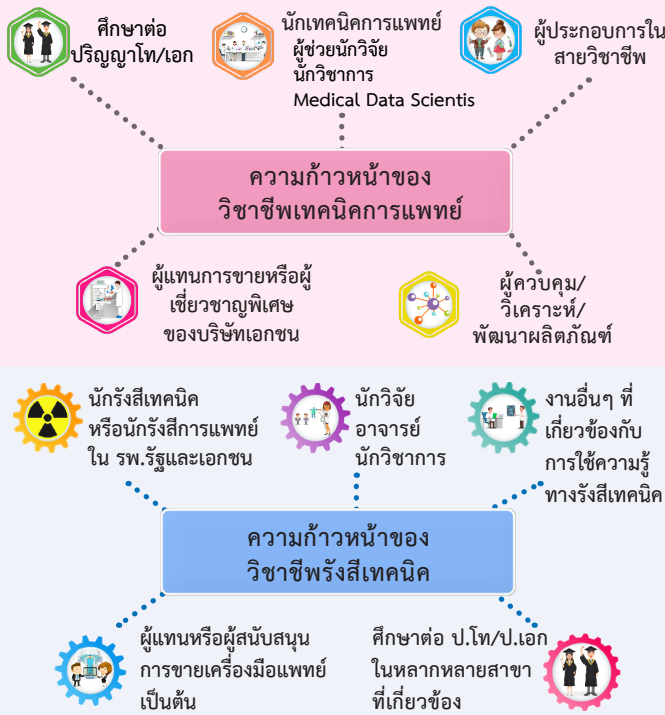 ศึกษาต่อ
ปริญญาโท/เอก
นักเทคนิคการแพทย์
ผู้ช่วยนักวิจัย
นักวิชาการ
Medical Data Scientis
ผู้ประกอบการใน
สายวิชาชีพ
ความก้าวหน้าของ
วิชาชีพเทคนิคการแพทย์
ผู้แทนการขายหรือผู้
เชี่ยวชาญพิเศษ
ของบริษัทเอกชน
ผู้ควบคุม/
วิเคราะห์/
พัฒนาผลิตภัณฑ์
นักรังสีเทคนิค
หรือนักรังสีการแพทย์
ใน รพ.รัฐและเอกชน
นักวิจัย
อาจารย์
นักวิชาการ
งานอื่นๆ ที่
เกี่ยวข้องกับ
การใช้ความรู้
ทางรังสีเทคนิค
ความก้าวหน้าของ
วิชาชีพรังสีเทคนิค
ผู้แทนหรือผู้สนับสนุน
การขายเครื่องมือแพทย์
เป็นต้น
ศึกษาต่อ ป.โท/ป.เอก
ในหลากหลายสาขา
ที่เกี่ยวข้อง